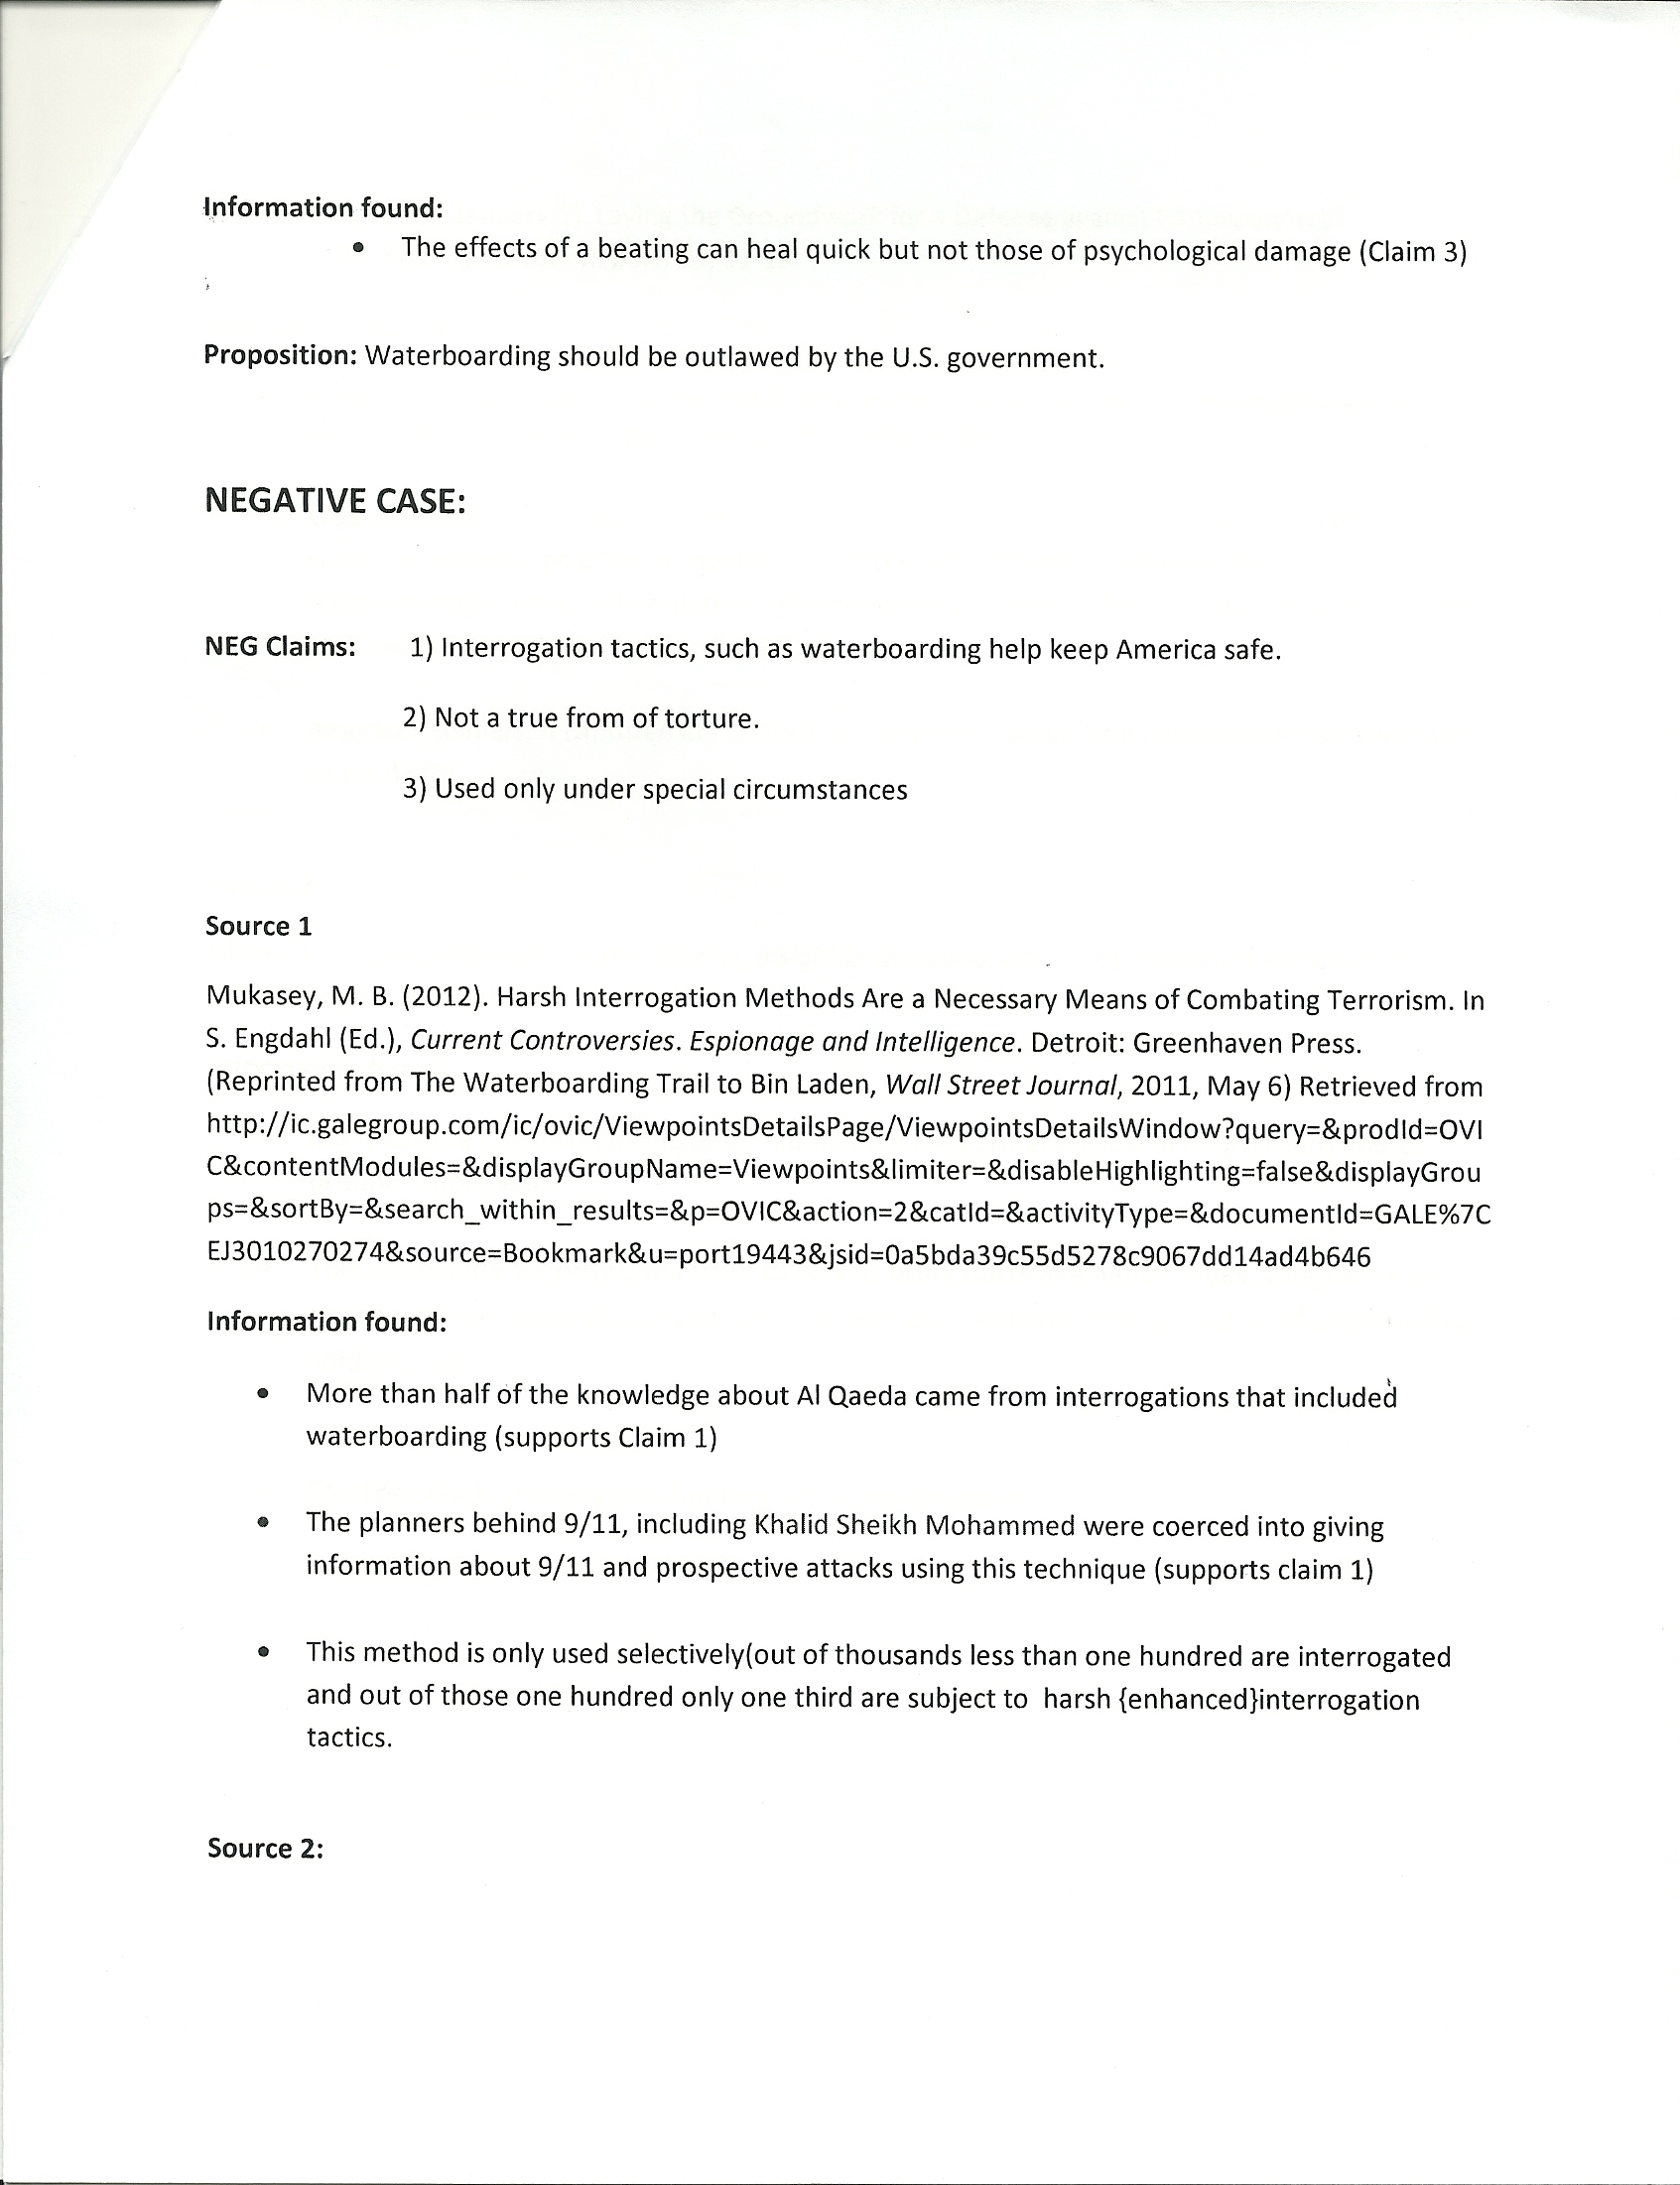 Information found:
• The effects of a beating can heal quick but not those of psychological damage (Claim 3)
Proposition: Waterboarding should be outlawed by the U.S. government.
NEGATIVE CASE:
NEG Claims: 1) Interrogation tactics, such as waterboarding help keep America safe.
2) Not a true from of torture.
3) Used only under special circumstances
Source 1
Mukasey, M. B. (2012). Harsh Interrogation Methods Are a Necessary Means of Combating Terrorism. In
S. Engdahl (Ed.), Current Controversies. Espionage and Intelligence. Detroit: Greenhaven Press.
(Reprinted from The Waterboarding Trail to Bin Laden, Wall Street Journal, 2011, May 6) Retrieved from
http://ic.galegroup.com/ic/ovic/ViewpointsDetailsPage/ViewpointsDetailsWindow?query=&prodId=OVI
C&contentModules=&displayGroupName=Viewpoints&limiter=&disableHighlighting=false&displayGrou
ps=&sortBy=&search_within_results=&p=OVIC&action=2&catId=&activityType=&documentId=GALE%7C
EJ3010270274&source=Bookmark&u=port19443&jsid=0a5bda39c55d5278c9067dd14ad4b646
Information found:
• More than half of the knowledge about Al Qaeda came from interrogations that included
waterboarding (supports Claim 1)
• The planners behind 9/11, including Khalid Sheikh Mohammed were coerced into giving
information about 9/11 and prospective attacks using this technique (supports claim 1)
• This method is only used selectively(out of thousands less than one hundred are interrogated
and out of those one hundred only one third are subject to  harsh {enhanced}interrogation
tactics.
Source 2: